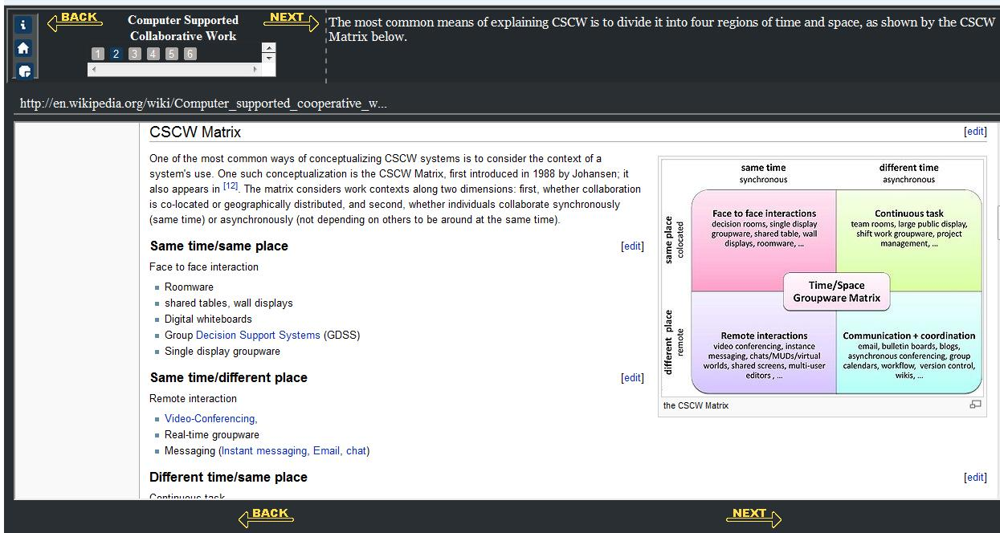 BACK
Computer Supported
Collaborative Work
NEXT
1 2 3 4 5 6
The most common means of explaining CSCW is to divide it into four regions of time and space, as shown by the CSCW
Matrix below.
http://en.wikipedia.org/wiki/Computer_supported_cooperative_w...
CSCW Matrix
[edit]
One of the most common ways of conceptualizing CSCW systems is to consider the context of a
system's use. One such conceptualization is the CSCW Matrix, first introduced in 1988 by Johansen; it
also appears in [12]. The matrix considers work contexts along two dimensions: first, whether collaboration
is co-located or geographically distributed, and second, whether individuals collaborate synchronously
(same time) or asynchronously (not depending on others to be around at the same time).
Same time/same place
[edit]
Face to face interaction
Roomware
shared tables, wall displays
Digital whiteboards
Group Decision Support Systems (GDSS)
Single display groupware
Same time/different place
[edit]
Remote interaction
Video-Conferencing,
Real-time groupware
Messaging (Instant messaging, Email, chat)
Different time/same place
[edit]
Continuous task
same time
synchronous
different time
asynchronous
same place
colocated
Face to face interactions
decision rooms, single display
groupware, shared table, wall
displays, roomware, ...
Continuous task
team rooms, large public display,
shift work groupware, project
management, ...
Time/Space
Groupware Matrix
different place
remote
Remote interactions
video conferencing, instance
messaging, chats/MUDs/virtual
worlds, shared screens, multi-user
editors , ...
Communication + coordination
email, bulletin boards, blogs,
asynchronous conferencing, group
calendars, workflow, version control,
wikis, ...
the CSCW Matrix
BACK
NEXT